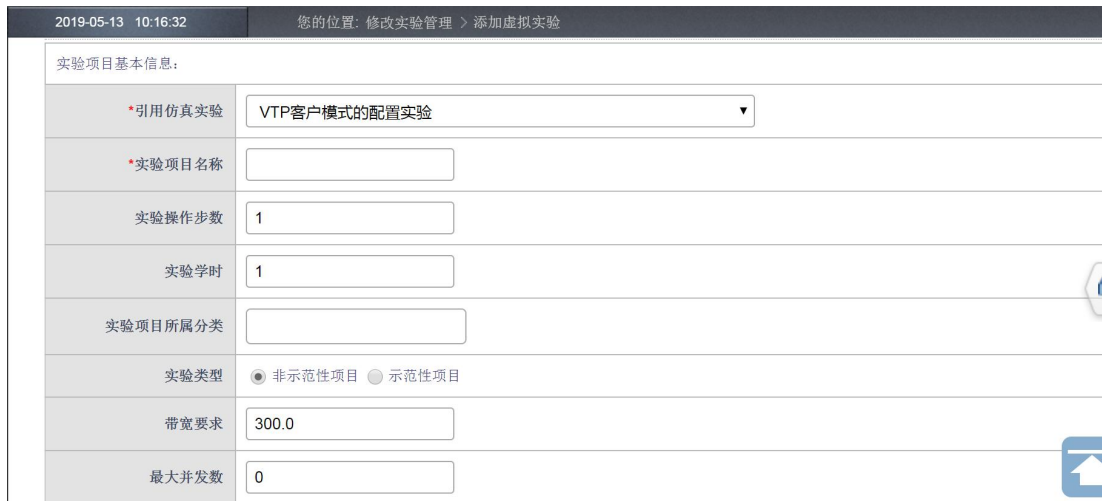 2019-05-13 10:16:32 您的位置: 修改实验管理 > 添加虚拟实验
实验项目基本信息:
*引用仿真实验 VTP客户模式的配置实验
*实验项目名称
实验操作步数 1
实验学时 1
实验项目所属分类
实验类型 非示范性项目 示范性项目
带宽要求 300.0
最大并发数 0